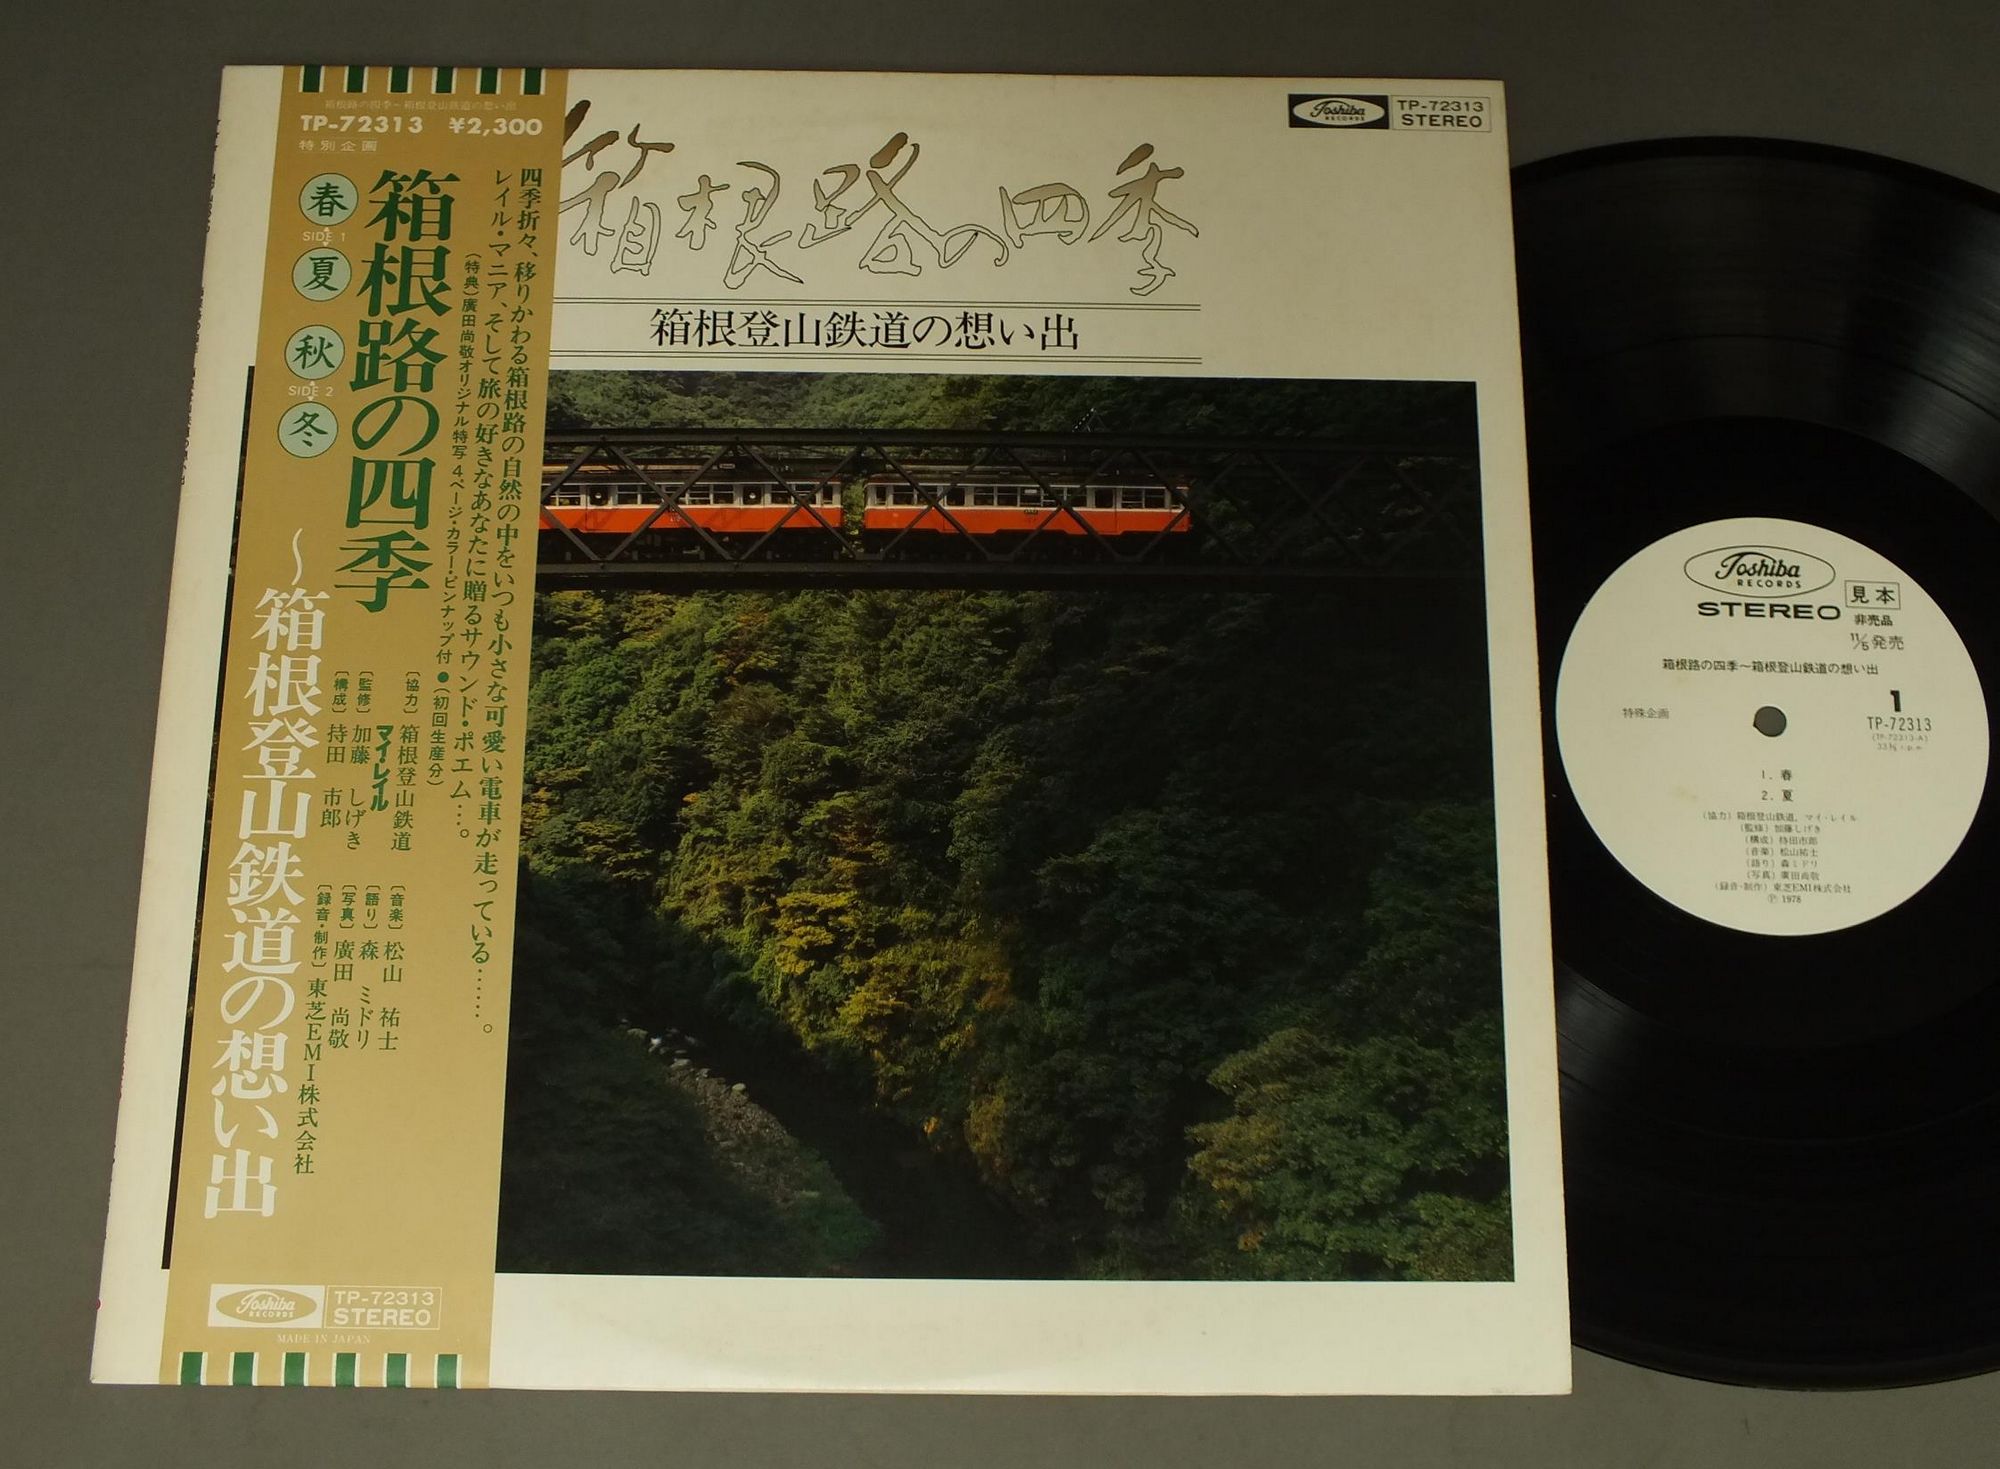 箱根路の四季～箱根登山鉄道の想い出
TP-72313 ¥2,300
特別企画
春
SIDE 1
夏
秋
SIDE 2
冬
四季折々、移りかわる箱根路の自然の中をいつも小さな可愛い電車が走っている……。
レイル・マニア、そして旅の好きなあなたに贈るサウンド・ポエム…。
(特典)廣田尚敬オリジナル特写4ページ・カラー・ピンナップ付●(初回生産分)
箱根路の四季
～箱根登山鉄道の想い出
〔協力〕箱根登山鉄道
マイ・レイル
〔監修〕加藤 しげき
〔構成〕持田 市郎
〔音楽〕松山 祐士
〔語り〕森 ミドリ
〔写真〕廣田 尚敬
〔録音・制作〕東芝EMI株式会社
Toshiba
RECORDS
TP-72313
STEREO
MADE IN JAPAN
箱根路の四季
箱根登山鉄道の想い出
Toshiba
RECORDS
TP-72313
STEREO
Toshiba
RECORDS
STEREO
見本
非売品
11/5発売
箱根路の四季～箱根登山鉄道の想い出
特殊企画
1
TP-72313
(TP-72313-A)
33⅓ r.p.m
1. 春
2. 夏
(協力) 箱根登山鉄道, マイ・レイル
(監修) 加藤しげき
(構成) 持田市郎
(音楽) 松山祐士
(語り) 森ミドリ
(写真) 廣田尚敬
(録音・制作) 東芝EMI株式会社
℗ 1978